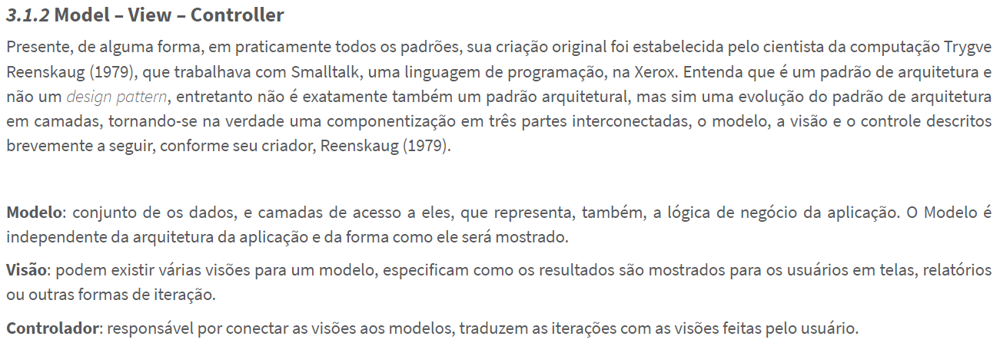 3.1.2 Model – View – Controller
Presente, de alguma forma, em praticamente todos os padrões, sua criação original foi estabelecida pelo cientista da computação Trygve
Reenskaug (1979), que trabalhava com Smalltalk, uma linguagem de programação, na Xerox. Entenda que é um padrão de arquitetura e
não um design pattern, entretanto não é exatamente também um padrão arquitetural, mas sim uma evolução do padrão de arquitetura
em camadas, tornando-se na verdade uma componentização em três partes interconectadas, o modelo, a visão e o controle descritos
brevemente a seguir, conforme seu criador, Reenskaug (1979).
Modelo: conjunto de os dados, e camadas de acesso a eles, que representa, também, a lógica de negócio da aplicação. O Modelo é
independente da arquitetura da aplicação e da forma como ele será mostrado.
Visão: podem existir várias visões para um modelo, especificam como os resultados são mostrados para os usuários em telas, relatórios
ou outras formas de iteração.
Controlador: responsável por conectar as visões aos modelos, traduzem as iterações com as visões feitas pelo usuário.